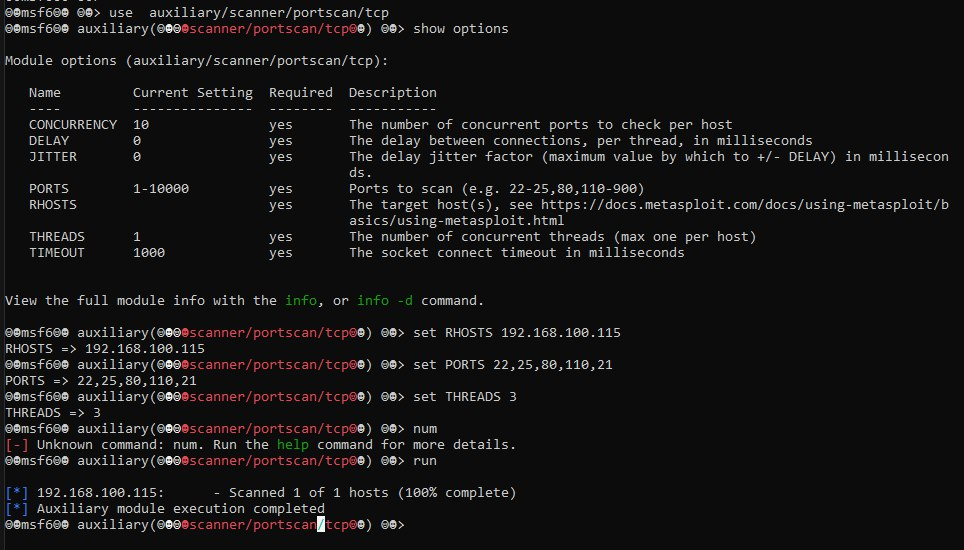 ☺☻msf6☺☻ ☺☻> use  auxiliary/scanner/portscan/tcp
☺☻msf6☺☻ auxiliary(☺☻☺☻scanner/portscan/tcp☺☻) ☺☻> show options
Module options (auxiliary/scanner/portscan/tcp):
Name         Current Setting  Required  Description
----         ---------------  --------  -----------
CONCURRENCY  10               yes       The number of concurrent ports to check per host
DELAY        0                yes       The delay between connections, per thread, in milliseconds
JITTER       0                yes       The delay jitter factor (maximum value by which to +/- DELAY) in millisecon
ds.
PORTS        1-10000          yes       Ports to scan (e.g. 22-25,80,110-900)
RHOSTS                        yes       The target host(s), see https://docs.metasploit.com/docs/using-metasploit/b
asics/using-metasploit.html
THREADS      1                yes       The number of concurrent threads (max one per host)
TIMEOUT      1000             yes       The socket connect timeout in milliseconds
View the full module info with the info, or info -d command.
☺☻msf6☺☻ auxiliary(☺☻☺☻scanner/portscan/tcp☺☻) ☺☻> set RHOSTS 192.168.100.115
RHOSTS => 192.168.100.115
☺☻msf6☺☻ auxiliary(☺☻☺☻scanner/portscan/tcp☺☻) ☺☻> set PORTS 22,25,80,110,21
PORTS => 22,25,80,110,21
☺☻msf6☺☻ auxiliary(☺☻☺☻scanner/portscan/tcp☺☻) ☺☻> set THREADS 3
THREADS => 3
☺☻msf6☺☻ auxiliary(☺☻☺☻scanner/portscan/tcp☺☻) ☺☻> num
[-] Unknown command: num. Run the help command for more details.
☺☻msf6☺☻ auxiliary(☺☻☺☻scanner/portscan/tcp☺☻) ☺☻> run
[*] 192.168.100.115:      - Scanned 1 of 1 hosts (100% complete)
[*] Auxiliary module execution completed
☺☻msf6☺☻ auxiliary(☺☻☺☻scanner/portscan/tcp☺☻) ☺☻>